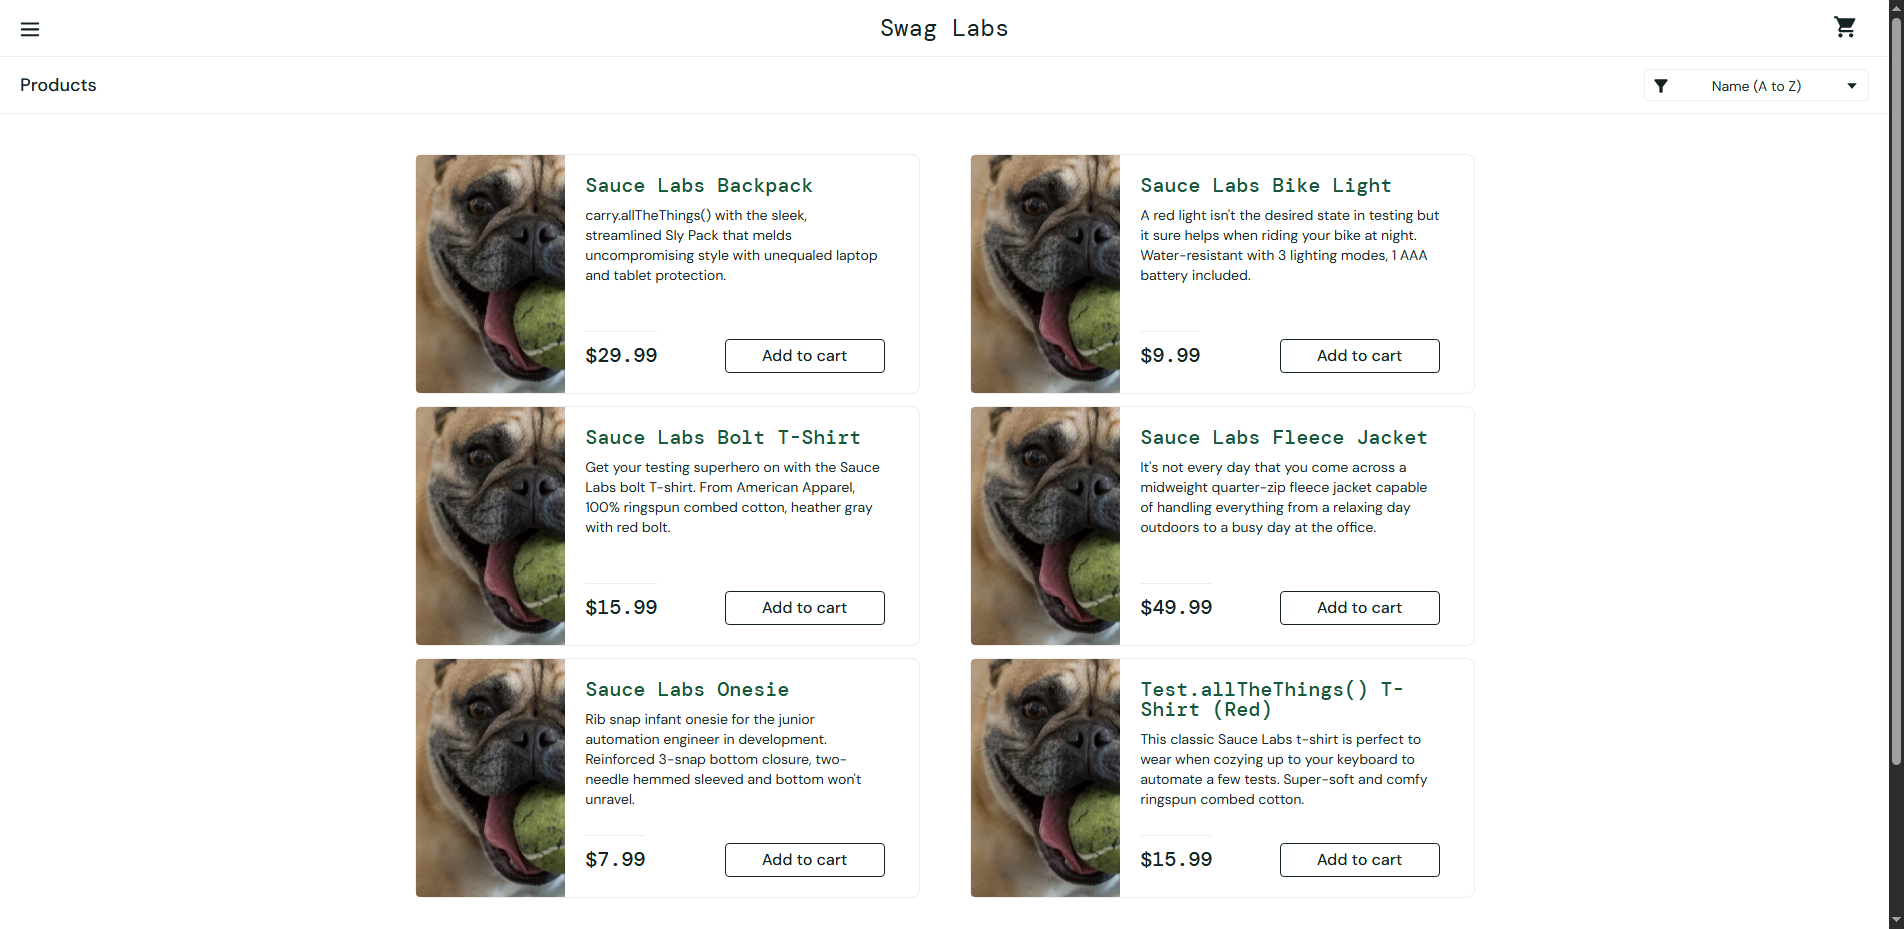 Swag Labs
Products
Name (A to Z)
Sauce Labs Backpack
carry.allTheThings() with the sleek,
streamlined Sly Pack that melds
uncompromising style with unequaled laptop
and tablet protection.
$29.99
Add to cart
Sauce Labs Bike Light
A red light isn't the desired state in testing but
it sure helps when riding your bike at night.
Water-resistant with 3 lighting modes, 1 AAA
battery included.
$9.99
Add to cart
Sauce Labs Bolt T-Shirt
Get your testing superhero on with the Sauce
Labs bolt T-shirt. From American Apparel,
100% ringspun combed cotton, heather gray
with red bolt.
$15.99
Add to cart
Sauce Labs Fleece Jacket
It's not every day that you come across a
midweight quarter-zip fleece jacket capable
of handling everything from a relaxing day
outdoors to a busy day at the office.
$49.99
Add to cart
Sauce Labs Onesie
Rib snap infant onesie for the junior
automation engineer in development.
Reinforced 3-snap bottom closure, two-
needle hemmed sleeved and bottom won't
unravel.
$7.99
Add to cart
Test.allTheThings() T-
Shirt (Red)
This classic Sauce Labs t-shirt is perfect to
wear when cozying up to your keyboard to
automate a few tests. Super-soft and comfy
ringspun combed cotton.
$15.99
Add to cart